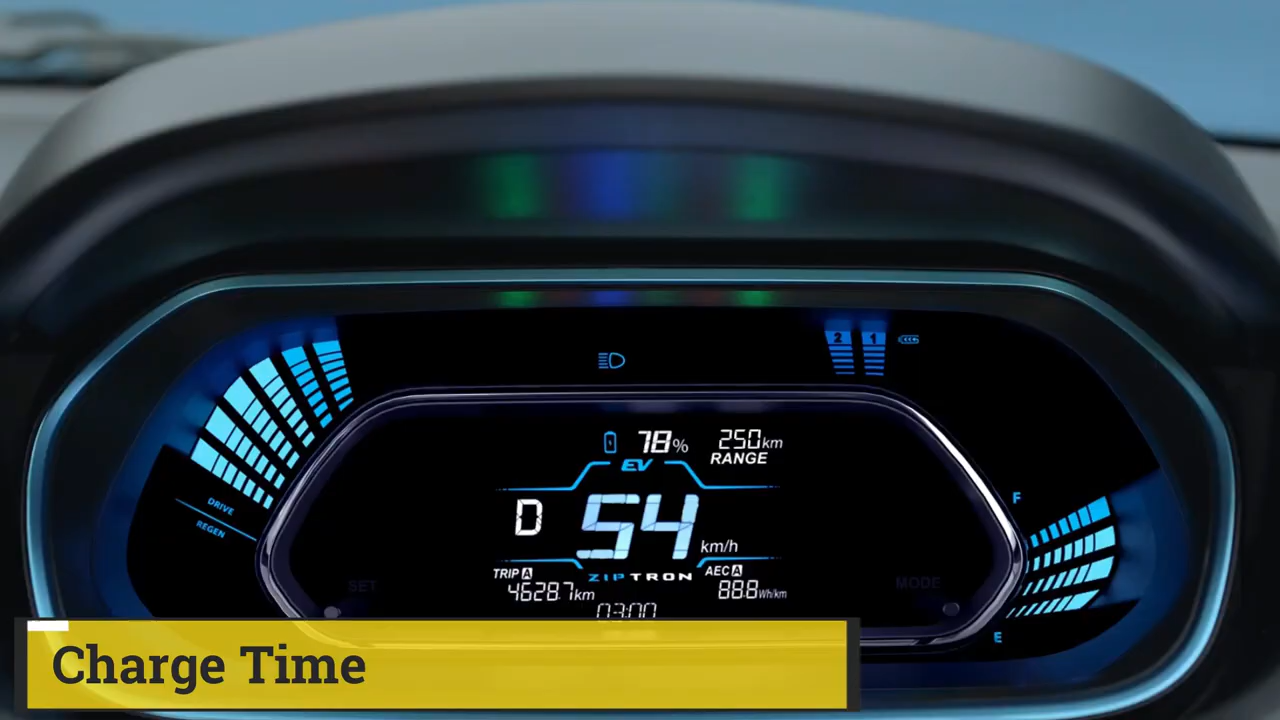 2 1
78% 250km
RANGE
EV
D 54 km/h
DRIVE
REGEN
F
ZIPTRON
TRIP A AEC A
4628.7km 88.8Wh/km
SET MODE
03:00
E
Charge Time